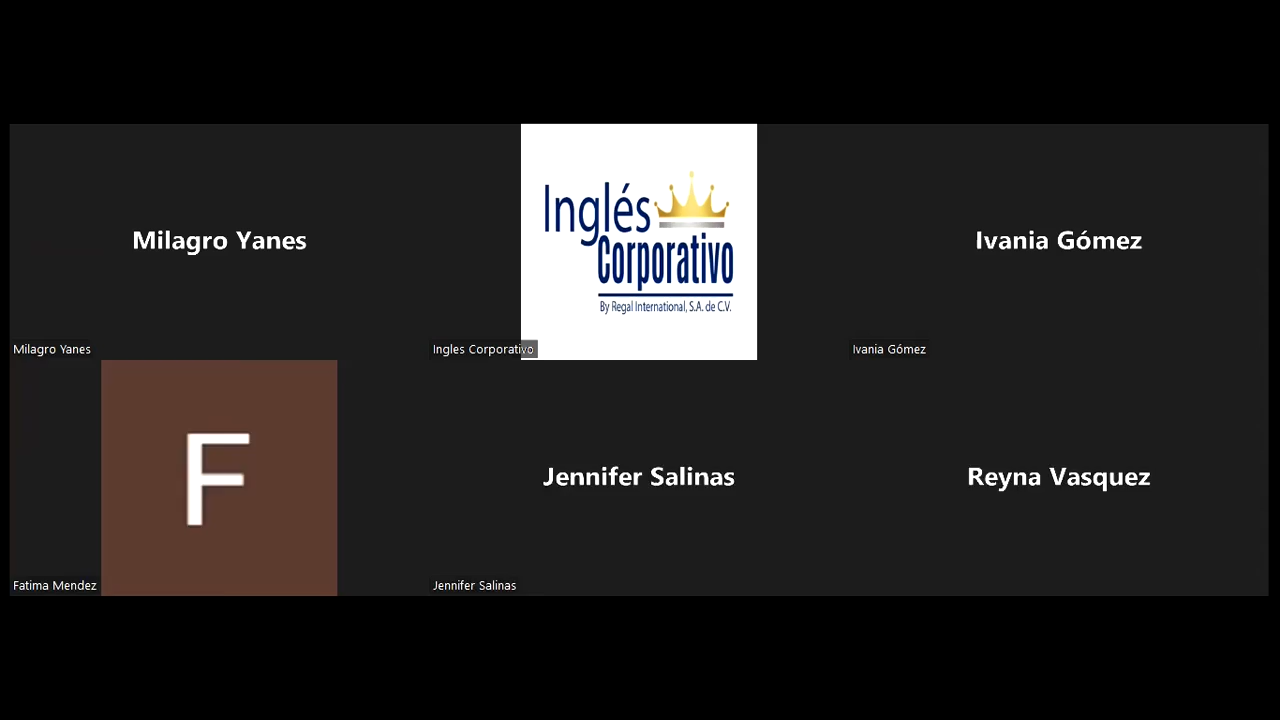 Milagro Yanes
Milagro Yanes
Inglés
Corporativo
By Regal International, S.A. de C.V.
Ingles Corporativo
Ivania Gómez
Ivania Gómez
F
Fatima Mendez
Jennifer Salinas
Jennifer Salinas
Reyna Vasquez